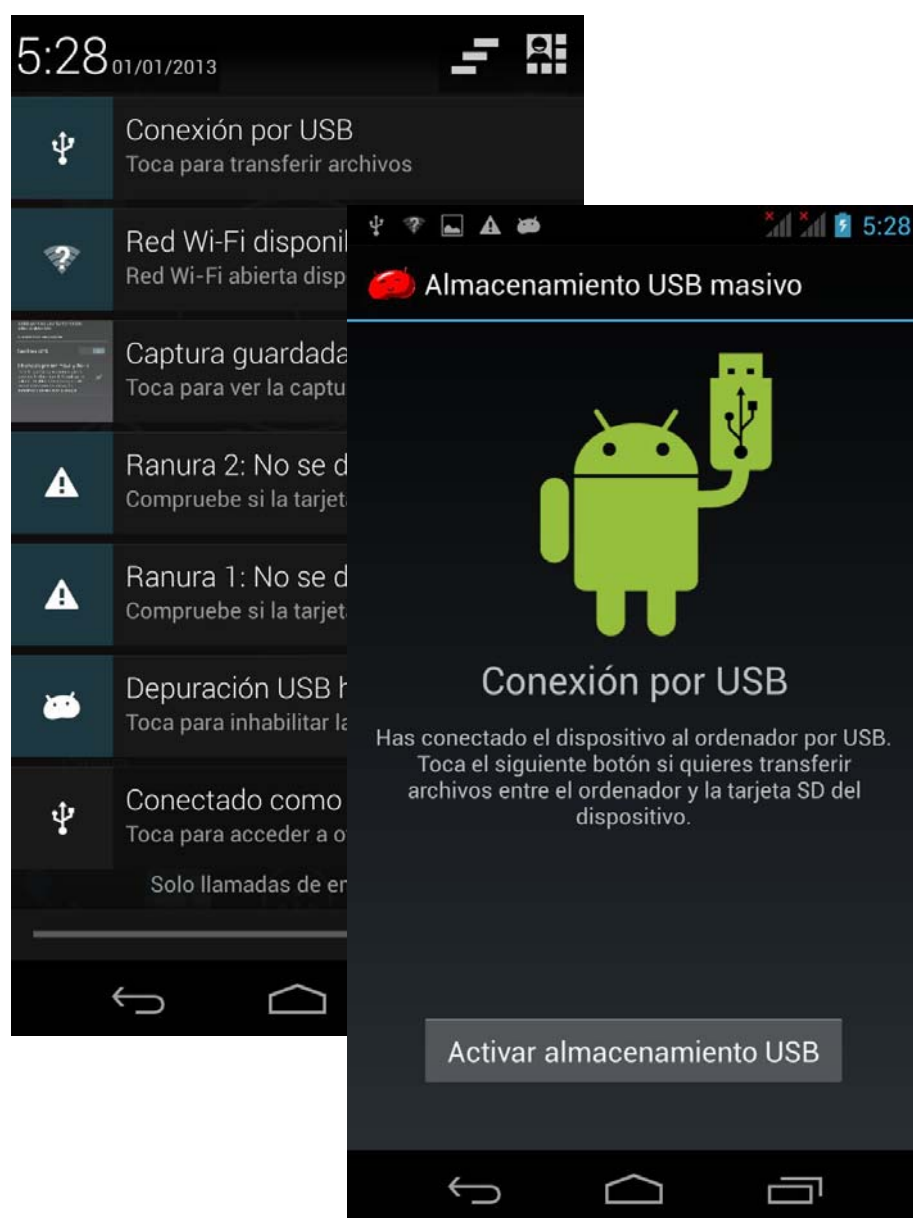 5:28 01/01/2013
Conexión por USB
Toca para transferir archivos
Red Wi-Fi disponi
Red Wi-Fi abierta disp
Captura guardada
Toca para ver la captu
Ranura 2: No se d
Compruebe si la tarjet
Ranura 1: No se d
Compruebe si la tarjet
Depuración USB h
Toca para inhabilitar la
Conectado como
Toca para acceder a o
Solo llamadas de em
5:28
Almacenamiento USB masivo
Conexión por USB
Has conectado el dispositivo al ordenador por USB.
Toca el siguiente botón si quieres transferir
archivos entre el ordenador y la tarjeta SD del
dispositivo.
Activar almacenamiento USB